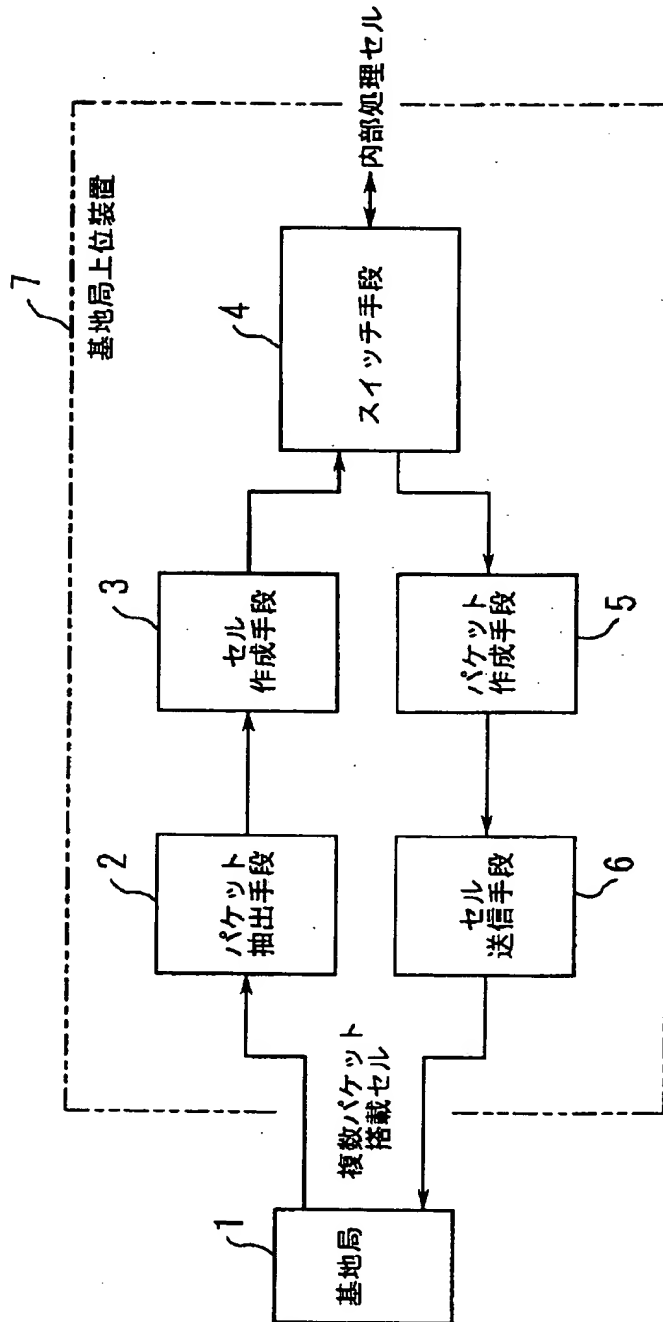 7
基地局上位装置
1
基地局
複数パケット
搭載セル
2
パケット
抽出手段
3
セル
作成手段
4
スイッチ手段
内部処理セル
5
パケット
作成手段
6
セル
送信手段